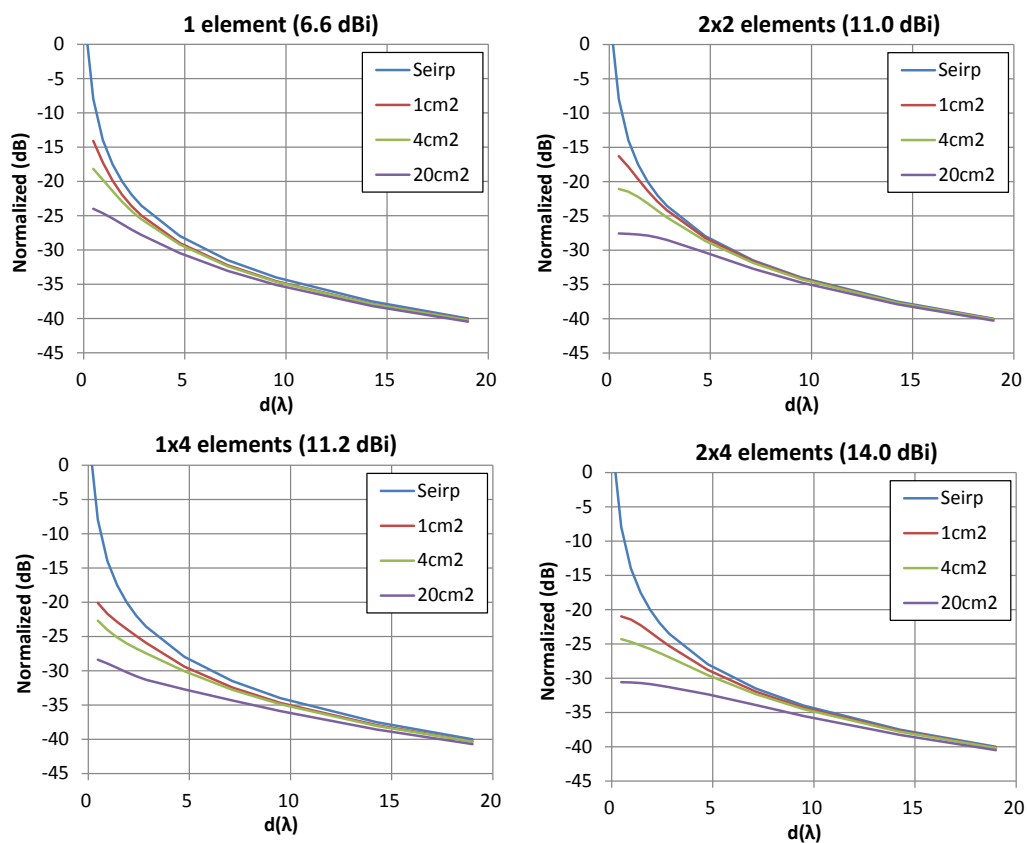 1 element (6.6 dBi)
0
-5
-10
-15
-20
-25
-30
-35
-40
-45
Normalized (dB)
0 5 10 15 20
d(λ)
Seirp
1cm2
4cm2
20cm2
2x2 elements (11.0 dBi)
0
-5
-10
-15
-20
-25
-30
-35
-40
-45
Normalized (dB)
0 5 10 15 20
d(λ)
Seirp
1cm2
4cm2
20cm2
1x4 elements (11.2 dBi)
0
-5
-10
-15
-20
-25
-30
-35
-40
-45
Normalized (dB)
0 5 10 15 20
d(λ)
Seirp
1cm2
4cm2
20cm2
2x4 elements (14.0 dBi)
0
-5
-10
-15
-20
-25
-30
-35
-40
-45
Normalized (dB)
0 5 10 15 20
d(λ)
Seirp
1cm2
4cm2
20cm2